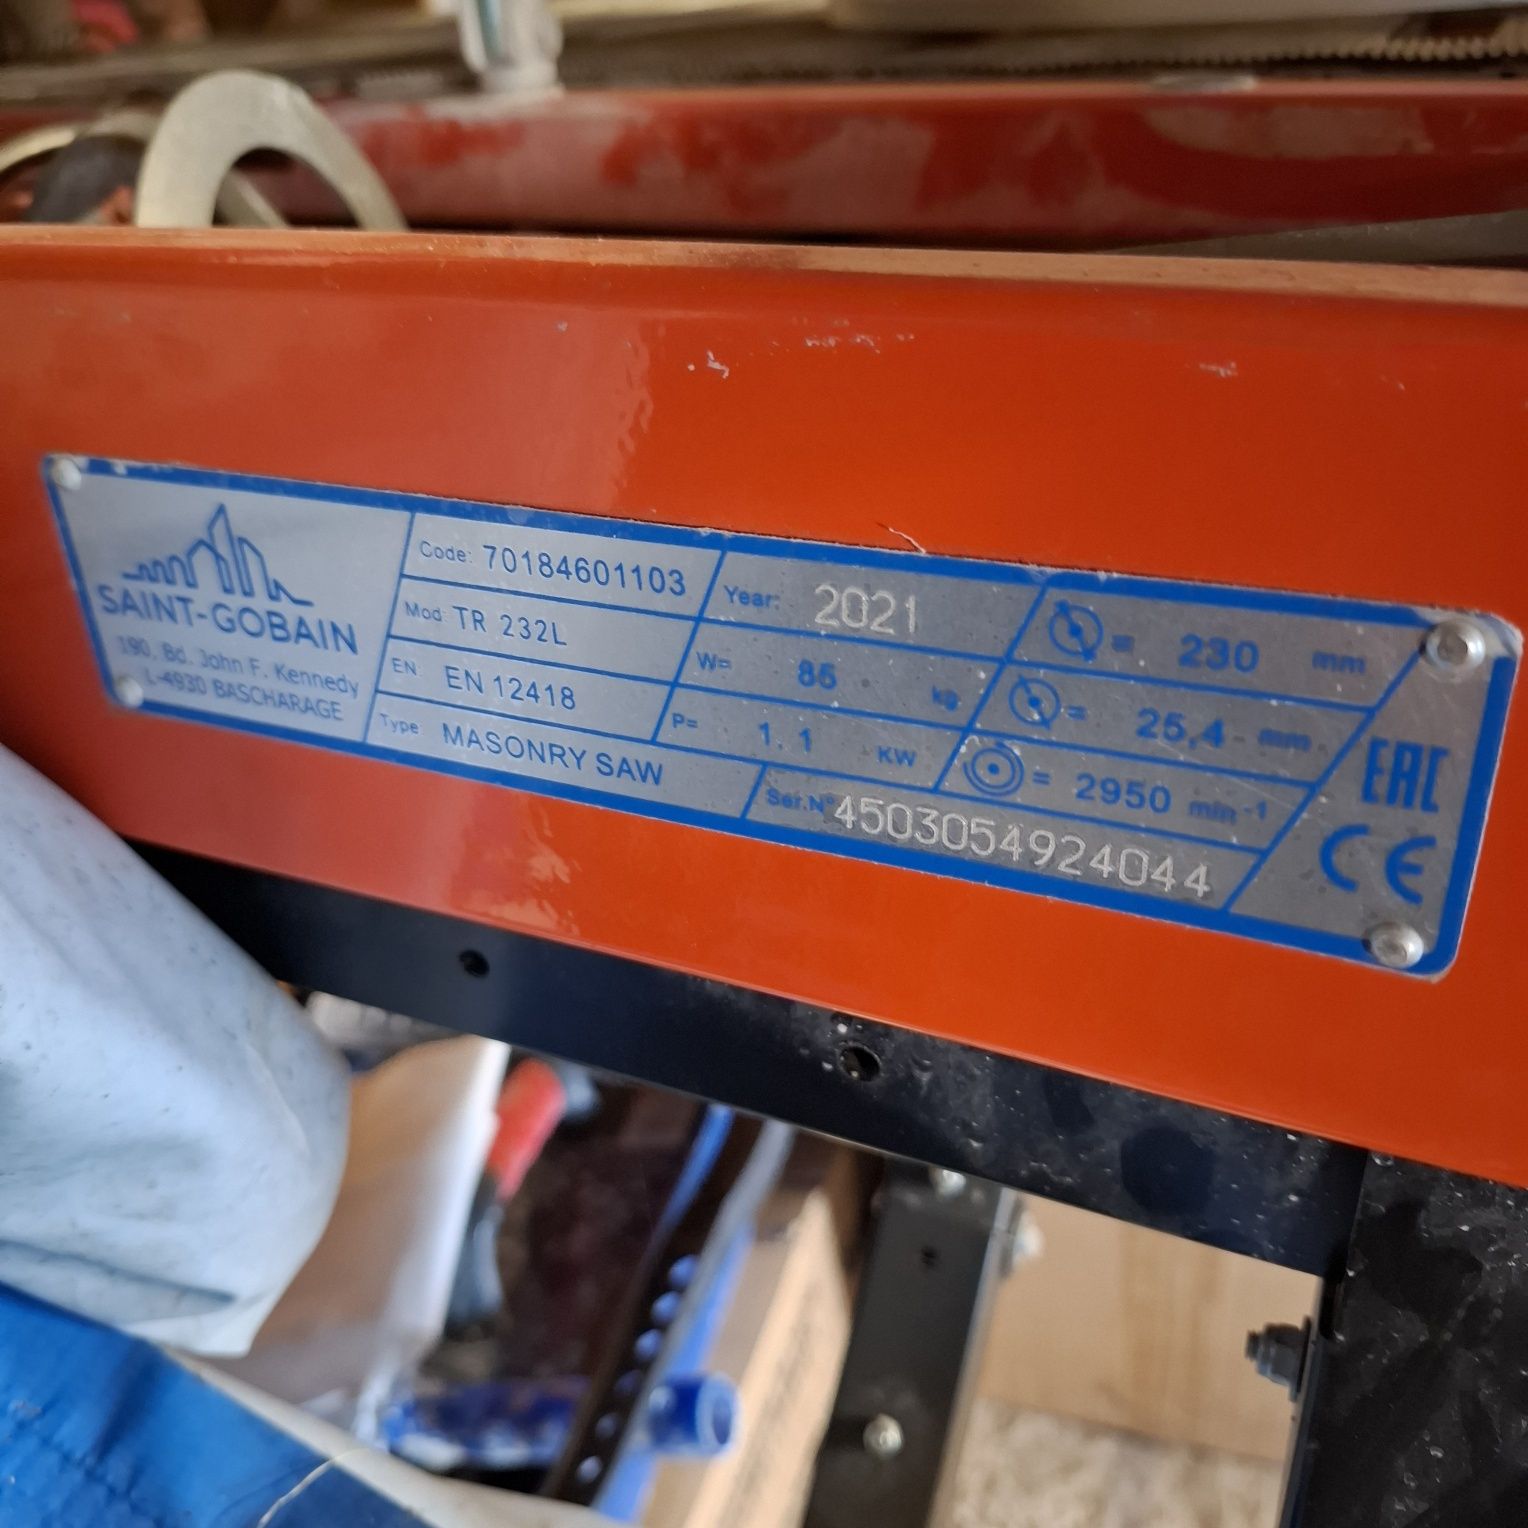 SAINT-GOBAIN
190, Bd. John F. Kennedy
L-4930 BASCHARAGE
Code: 70184601103
Mod: TR 232L
EN: EN 12418
Type MASONRY SAW
Year: 2021
W= 85 kg
P= 1.1 KW
Ser.N° 4503054924044
= 230 mm
= 25,4 mm
= 2950 min -1
EAC
CE